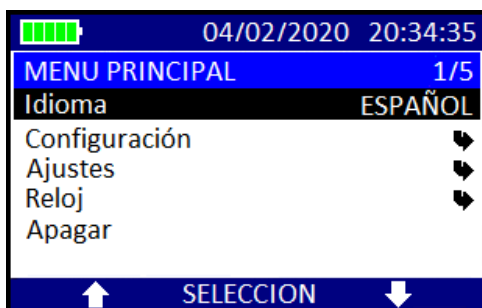 04/02/2020 20:34:35
MENU PRINCIPAL 1/5
Idioma ESPAÑOL
Configuración
Ajustes
Reloj
Apagar
SELECCION